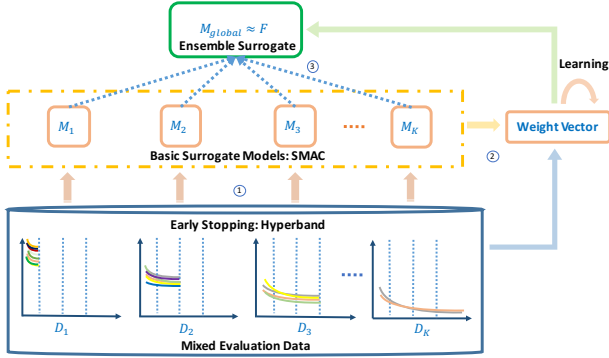 M_global ≈ F
Ensemble Surrogate
③
Learning
M_1
M_2
M_3
M_K
Weight Vector
Basic Surrogate Models: SMAC
②
①
Early Stopping: Hyperband
D_1
D_2
D_3
D_K
Mixed Evaluation Data